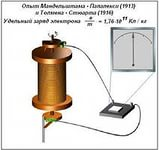 Опыт Мандельштама - Папалекси (1913)
и Толмена - Стюарта (1916)
Удельный заряд электрона e/m = 1,76·10¹¹ Кл / кг